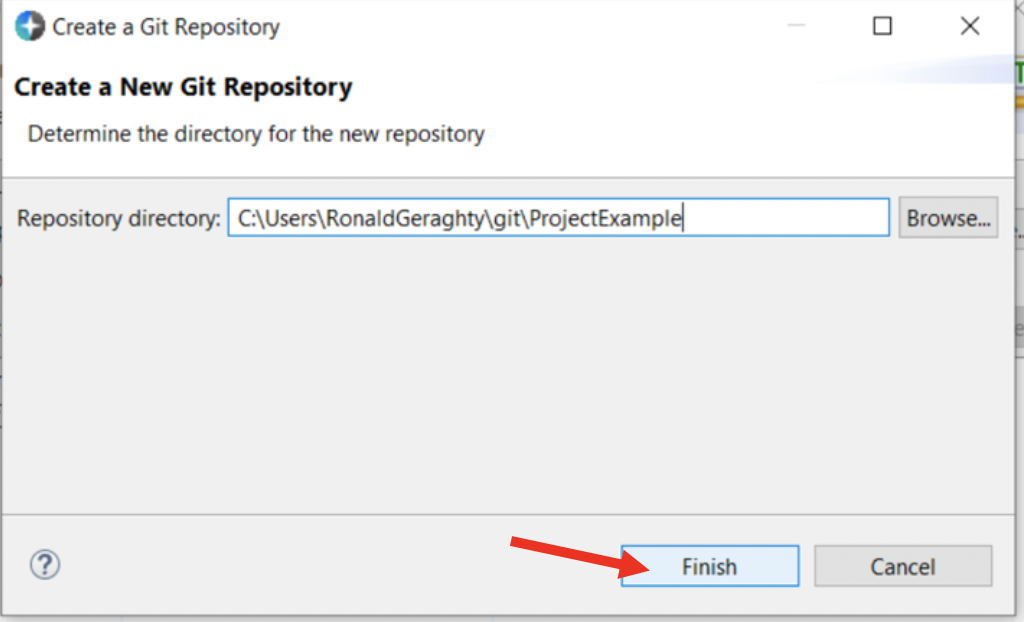 Create a Git Repository
Create a New Git Repository
Determine the directory for the new repository
Repository directory: C:\Users\RonaldGeraghty\git\ProjectExample Browse...
?
Finish Cancel